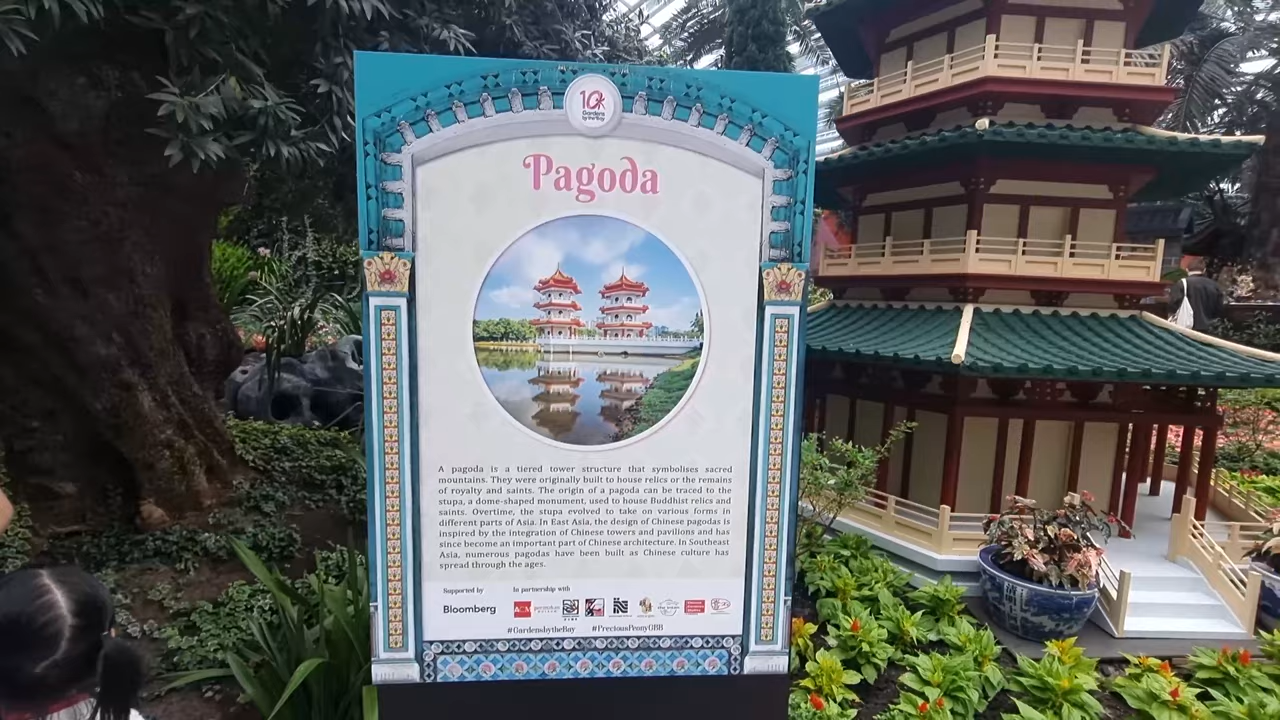 10
Gardens
by the Bay
Pagoda
A pagoda is a tiered tower structure that symbolises sacred
mountains. They were originally built to house relics or the remains
of royalty and saints. The origin of a pagoda can be traced to the
stupa, a dome-shaped monument, used to house Buddhist relics and
saints. Overtime, the stupa evolved to take on various forms in
different parts of Asia. In East Asia, the design of Chinese pagodas is
inspired by the integration of Chinese towers and pavilions and has
since become an important part of Chinese architecture. In Southeast
Asia, numerous pagodas have been built as Chinese culture has
spread through the ages.
Supported by In partnership with
Bloomberg ACM
#GardensbytheBay #PreciousPeonyGBB